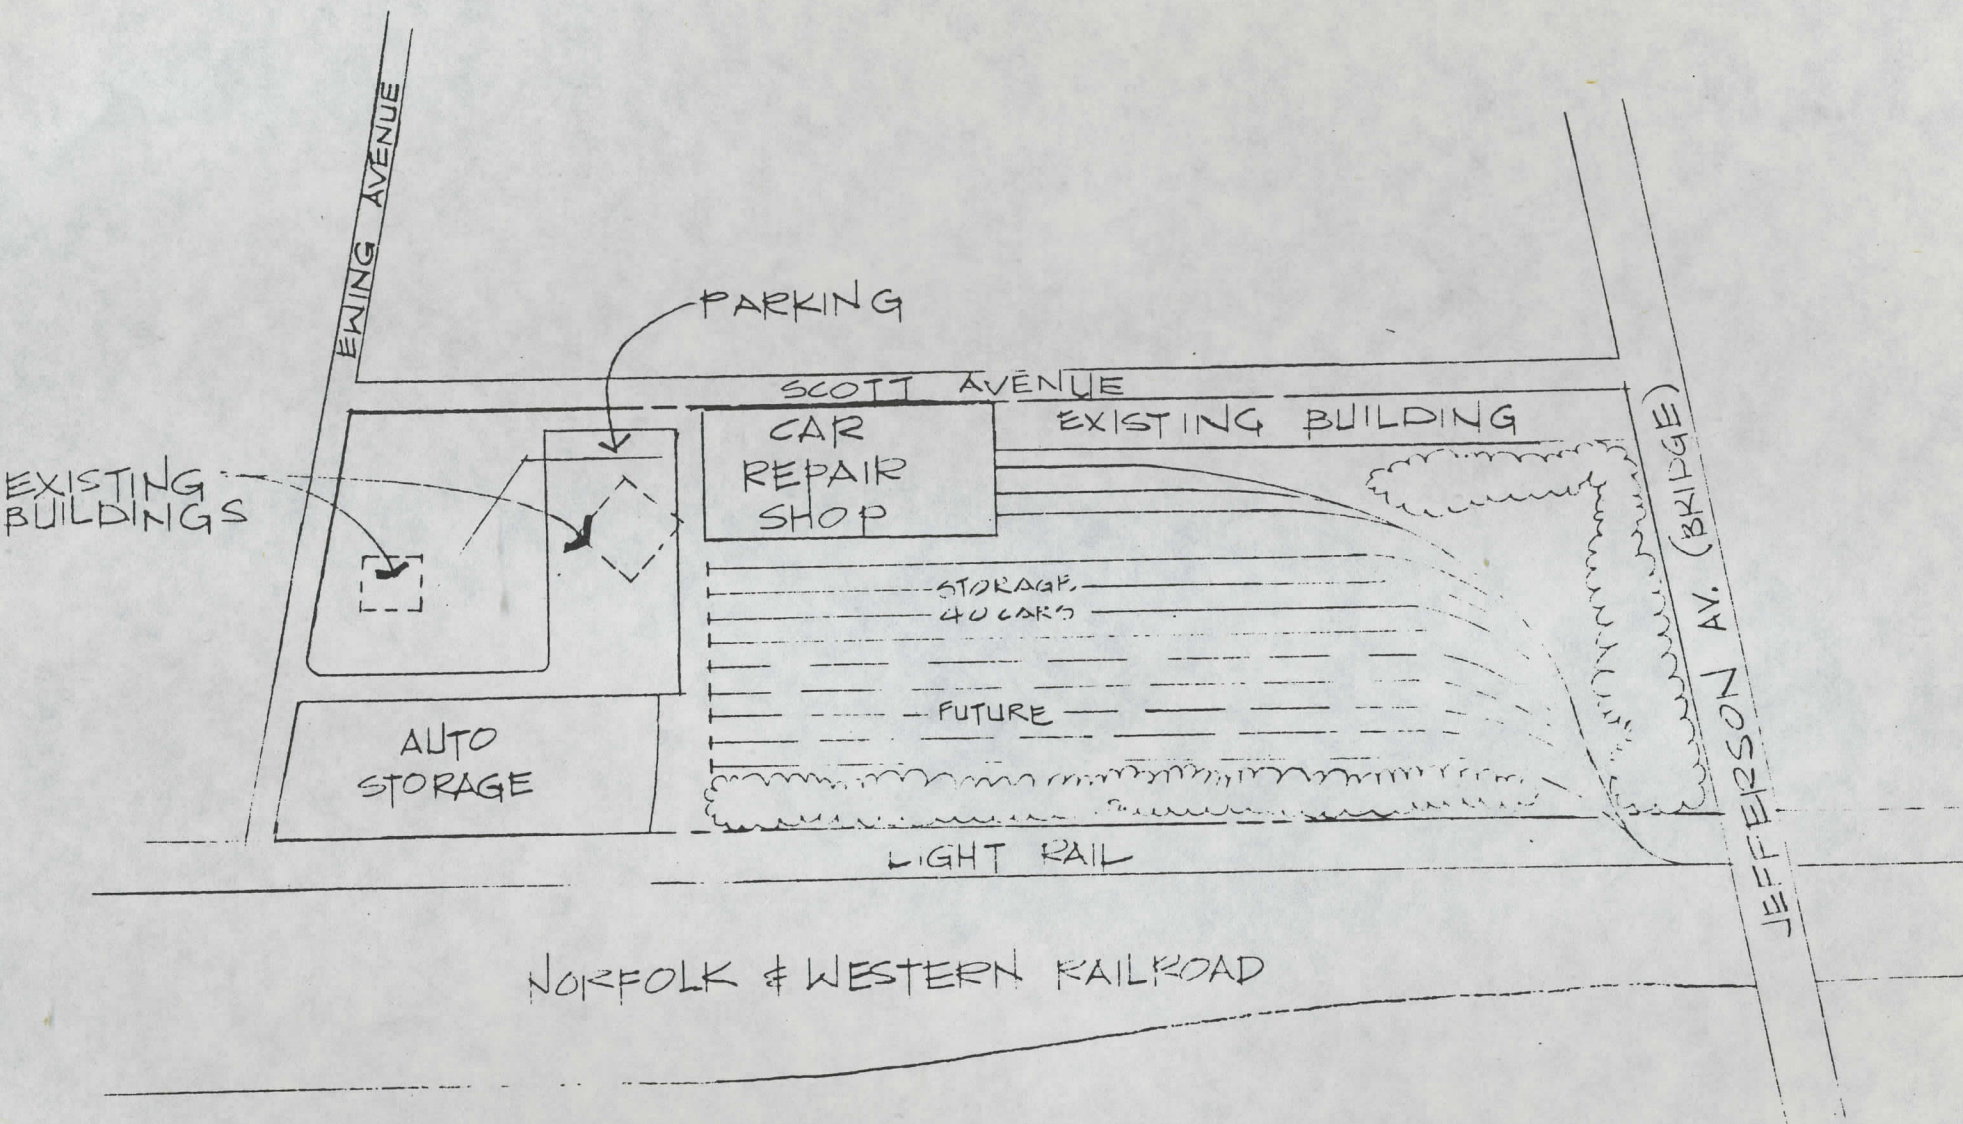 EWING AVENUE
PARKING
SCOTT AVENUE
EXISTING BUILDING
CAR
REPAIR
SHOP
EXISTING
BUILDINGS
STORAGE
40 CARS
FUTURE
AUTO
STORAGE
JEFFERSON AV. (BRIDGE)
LIGHT RAIL
NORFOLK & WESTERN RAILROAD